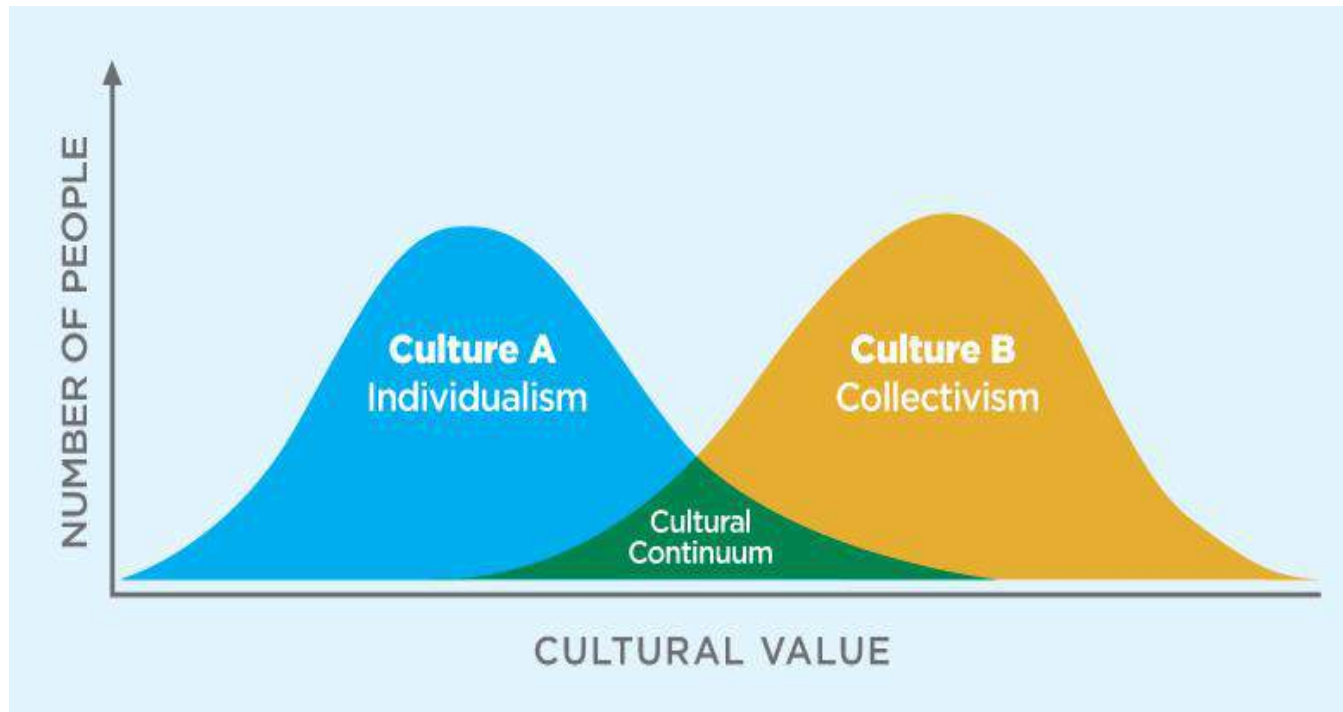 NUMBER OF PEOPLE
Culture A
Individualism
Culture B
Collectivism
Cultural
Continuum
CULTURAL VALUE